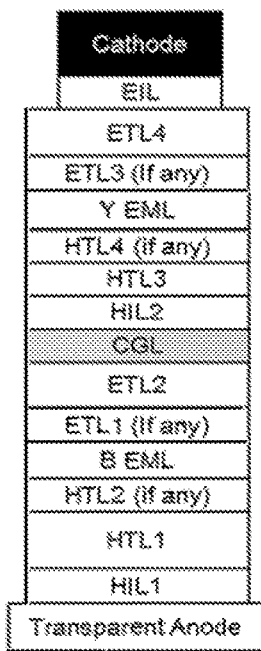 Cathode
EIL
ETL4
ETL3 (if any)
Y EML
HTL4 (if any)
HTL3
HIL2
CGL
ETL2
ETL1 (if any)
B EML
HTL2 (if any)
HTL1
HIL1
Transparent Anode